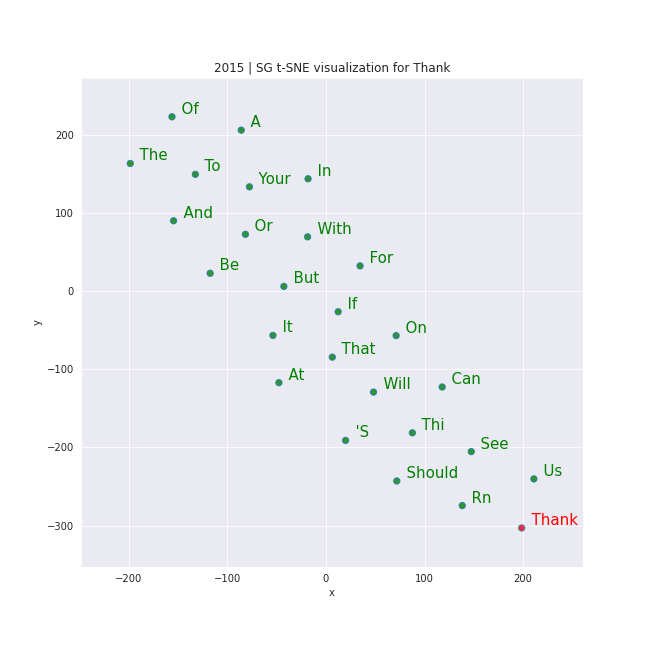 2015 | SG t-SNE visualization for Thank
Of
A
The
To
Your
In
And
Or
With
Be
For
But
If
It
On
That
At
Will
Can
'S
Thi
See
Should
Us
Rn
Thank
200
100
0
−100
−200
−300
y
−200
−100
0
100
200
x